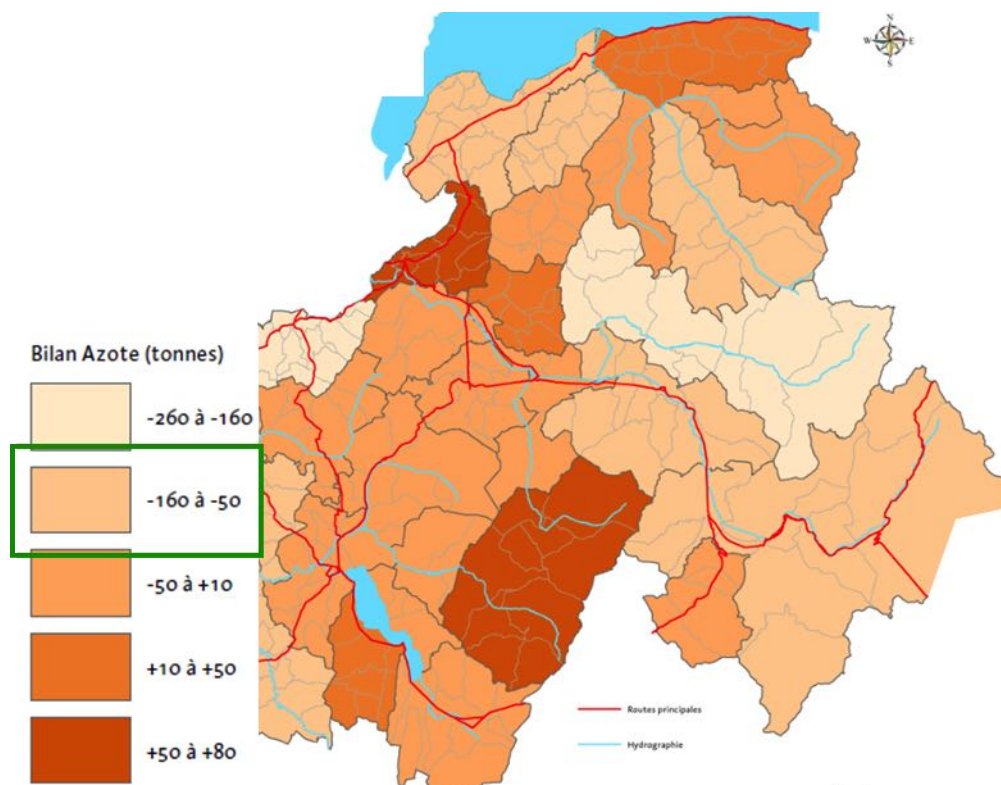 N
W E
S
Bilan Azote (tonnes)
-260 à -160
-160 à -50
-50 à +10
+10 à +50
+50 à +80
Routes principales
Hydrographie